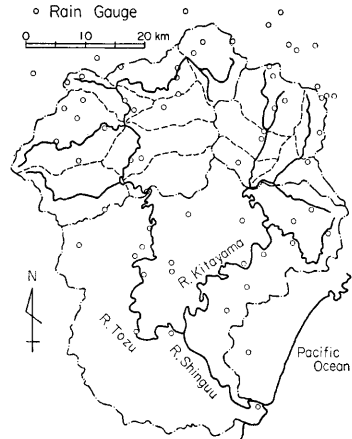 Rain Gauge
0 10 20 km
N
R. Kitayama
R. Tozu
R. Shinguu
Pacific
Ocean